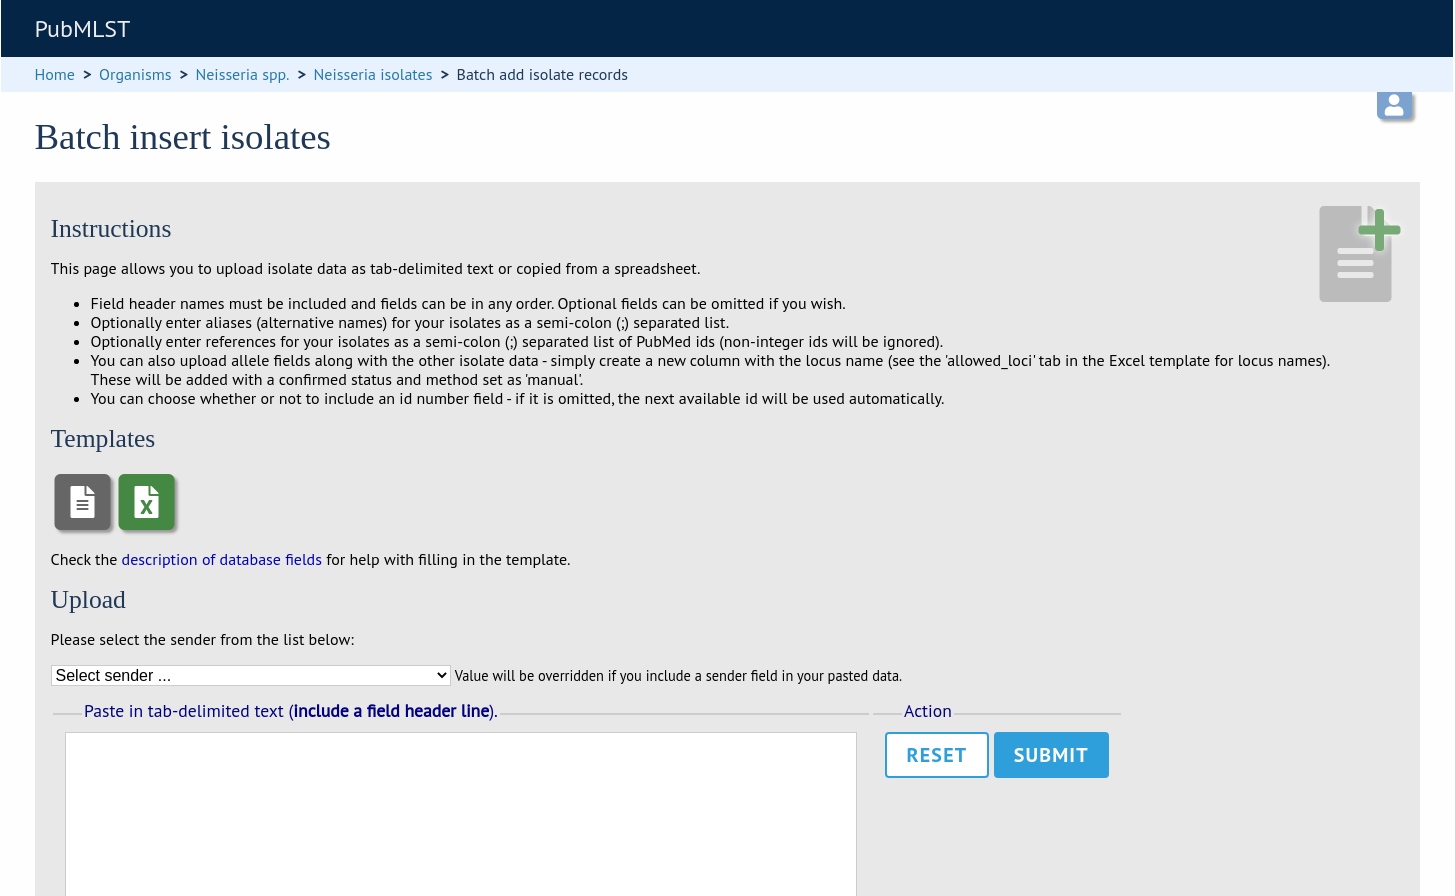 PubMLST
Home > Organisms > Neisseria spp. > Neisseria isolates > Batch add isolate records
Batch insert isolates
Instructions
This page allows you to upload isolate data as tab-delimited text or copied from a spreadsheet.
• Field header names must be included and fields can be in any order. Optional fields can be omitted if you wish.
• Optionally enter aliases (alternative names) for your isolates as a semi-colon (;) separated list.
• Optionally enter references for your isolates as a semi-colon (;) separated list of PubMed ids (non-integer ids will be ignored).
• You can also upload allele fields along with the other isolate data - simply create a new column with the locus name (see the 'allowed_loci' tab in the Excel template for locus names).
These will be added with a confirmed status and method set as 'manual'.
• You can choose whether or not to include an id number field - if it is omitted, the next available id will be used automatically.
Templates
Check the description of database fields for help with filling in the template.
Upload
Please select the sender from the list below:
Select sender ... Value will be overridden if you include a sender field in your pasted data.
Paste in tab-delimited text (include a field header line).
Action
RESET SUBMIT